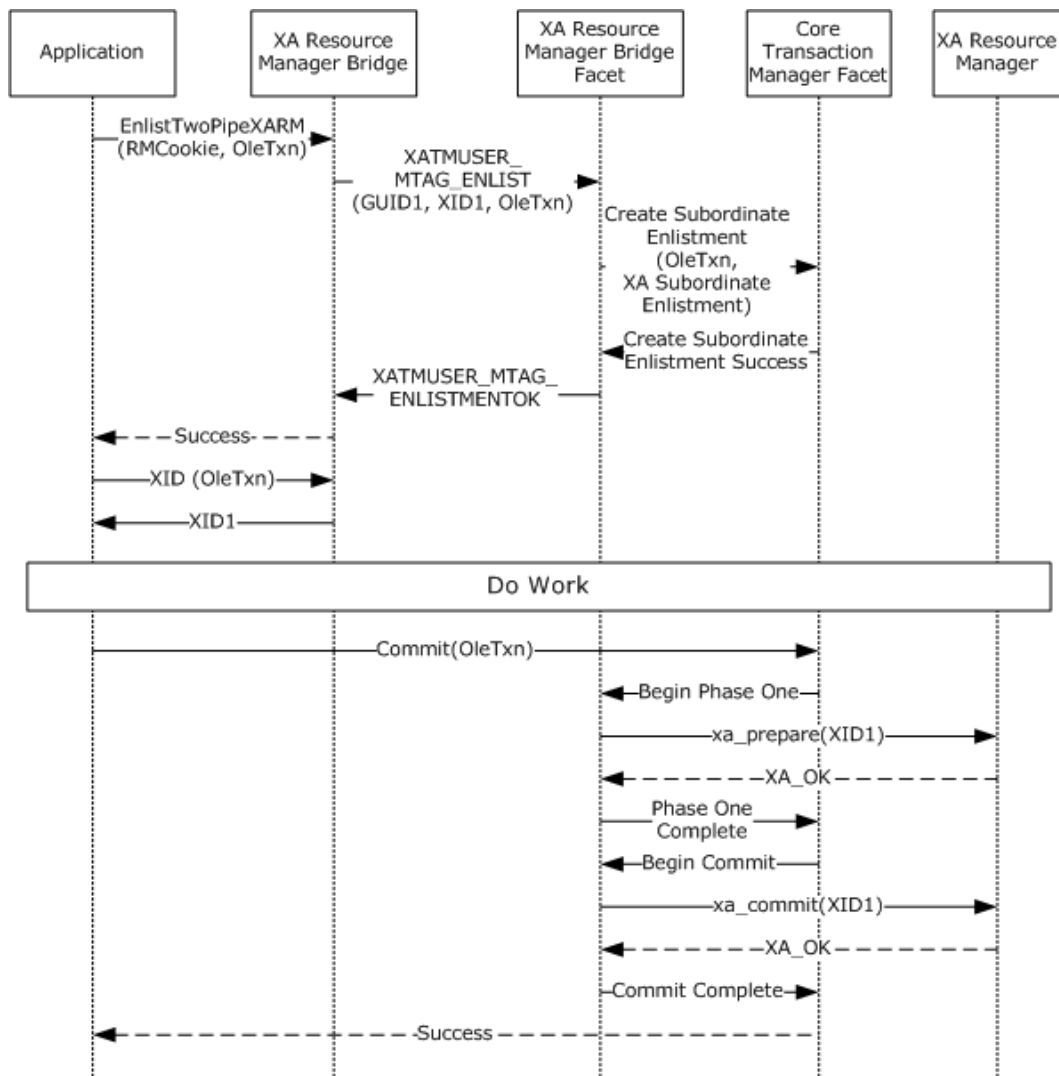 Application
XA Resource
Manager Bridge
XA Resource
Manager Bridge
Facet
Core
Transaction
Manager Facet
XA Resource
Manager
EnlistTwoPipeXARM
(RMCookie, OleTxn)
XATMUSER_
MTAG_ENLIST
(GUID1, XID1, OleTxn)
Create Subordinate
Enlistment
(OleTxn,
XA Subordinate
Enlistment)
Create Subordinate
Enlistment Success
XATMUSER_MTAG_
ENLISTMENTOK
Success
XID (OleTxn)
XID1
Do Work
Commit(OleTxn)
Begin Phase One
xa_prepare(XID1)
XA_OK
Phase One
Complete
Begin Commit
xa_commit(XID1)
XA_OK
Commit Complete
Success